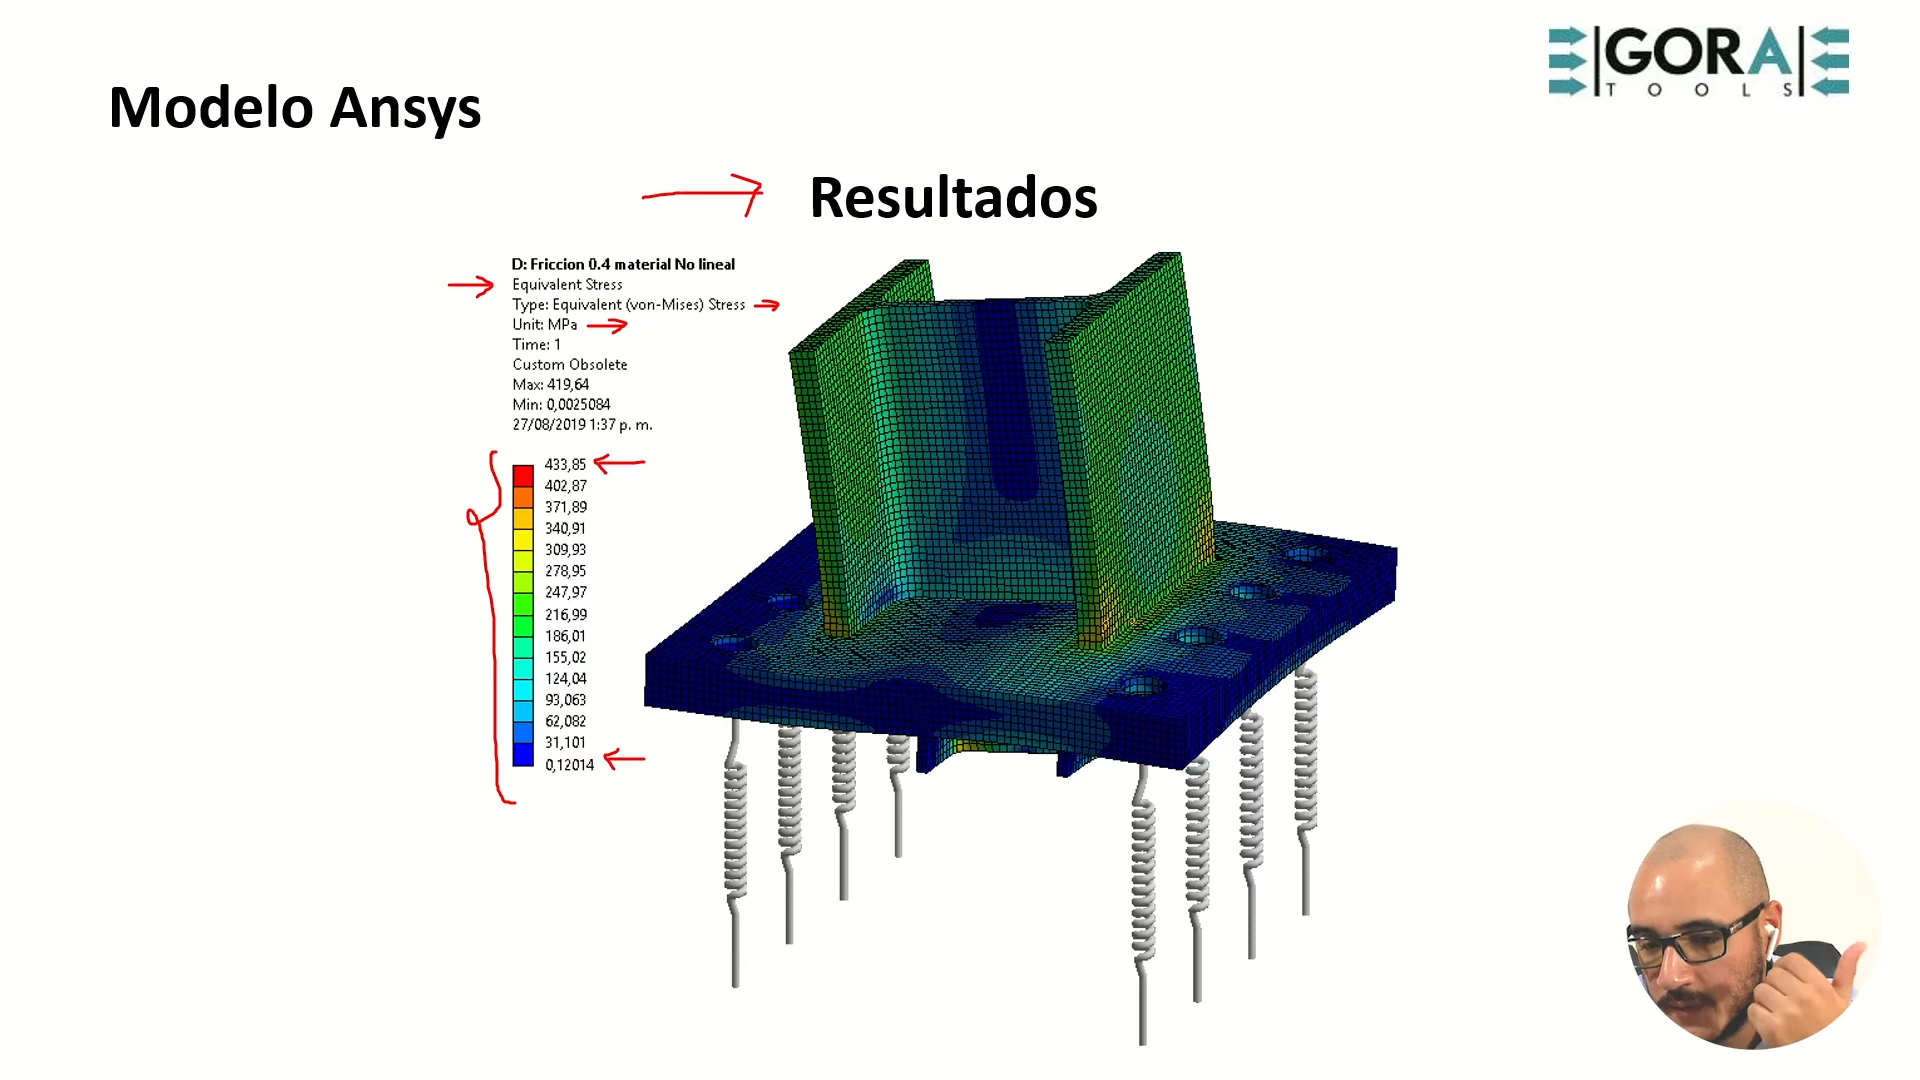 GORA
TOOLS
Modelo Ansys
Resultados
D: Friccion 0.4 material No lineal
Equivalent Stress
Type: Equivalent (von-Mises) Stress
Unit: MPa
Time: 1
Custom Obsolete
Max: 419,64
Min: 0,0025084
27/08/2019 1:37 p. m.
433,85
402,87
371,89
340,91
309,93
278,95
247,97
216,99
186,01
155,02
124,04
93,063
62,082
31,101
0,12014